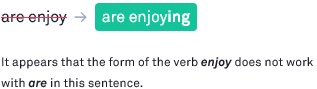 are enjoy → are enjoying
It appears that the form of the verb enjoy does not work
with are in this sentence.